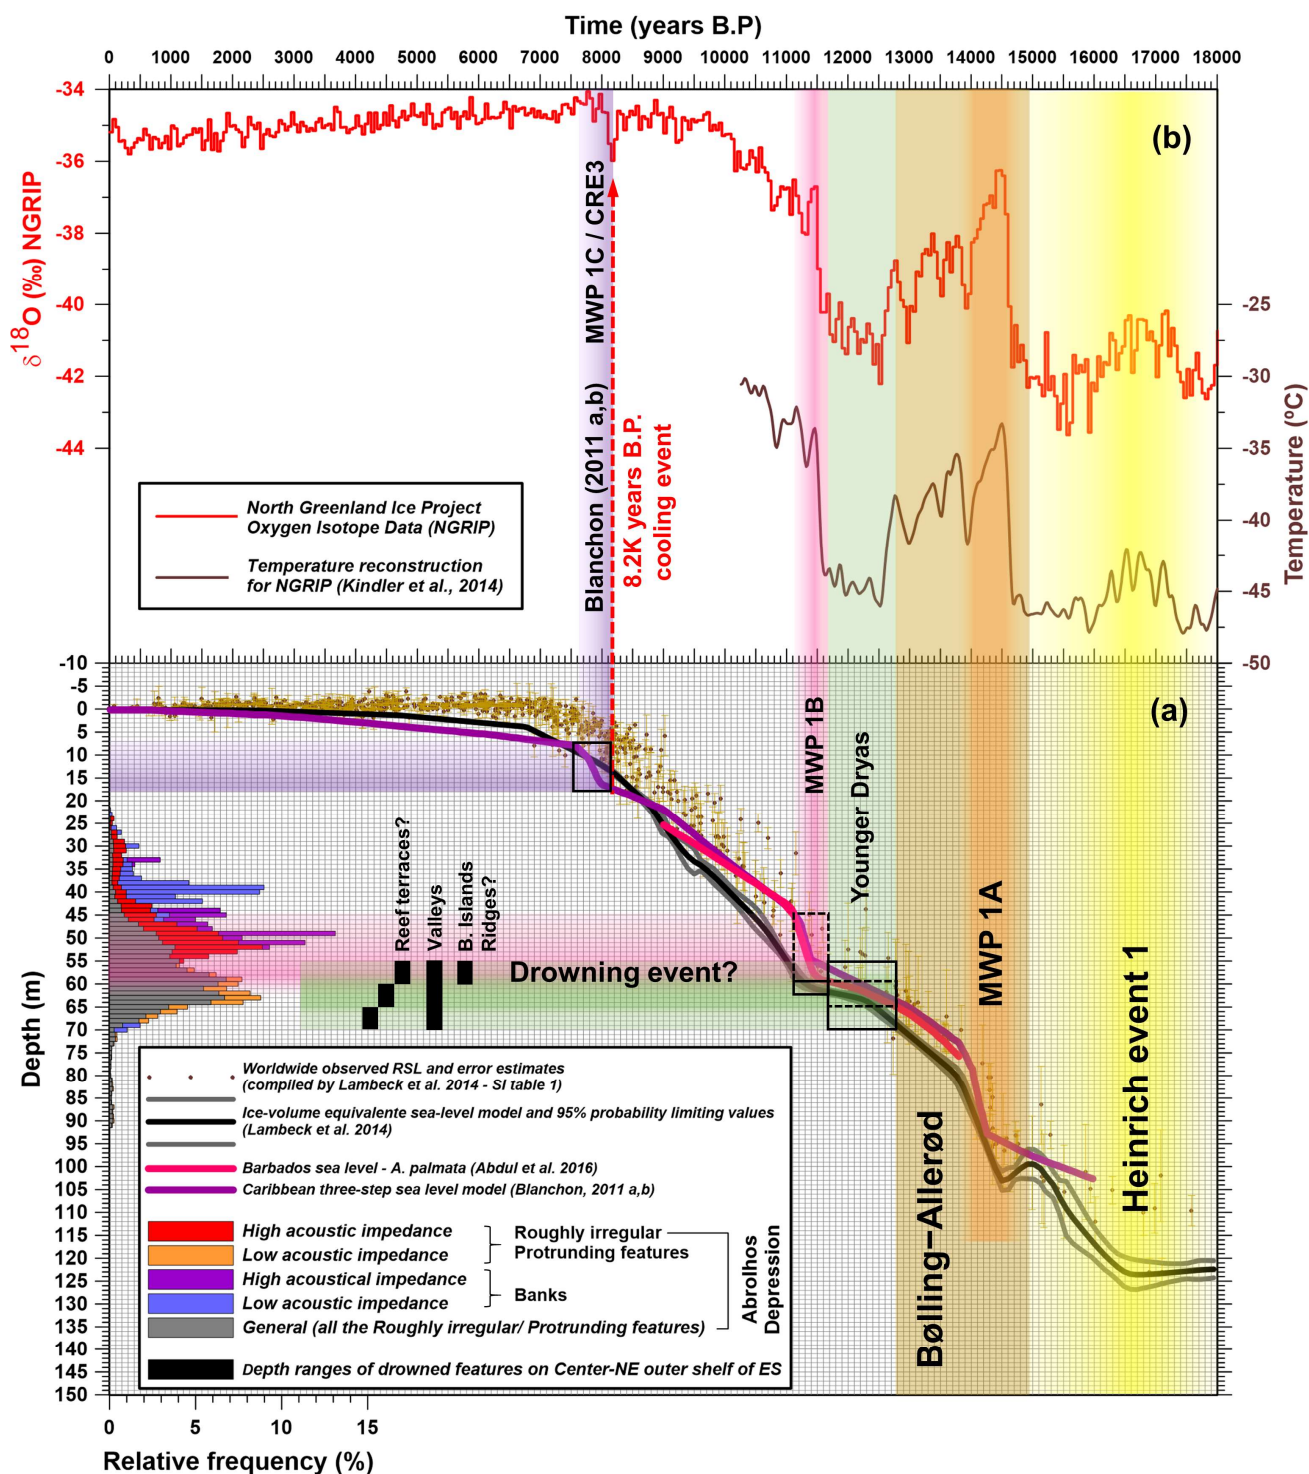 Time (years B.P)
0 1000 2000 3000 4000 5000 6000 7000 8000 9000 10000 11000 12000 13000 14000 15000 16000 17000 18000
-34
-36
-38
-40
-42
-44
δ18O (‰) NGRIP
(b)
MWP 1C / CRE3
Blanchon (2011 a,b)
8.2K years B.P.
cooling event
-25
-30
-35
-40
-45
-50
Temperature (ºC)
North Greenland Ice Project
Oxygen Isotope Data (NGRIP)
Temperature reconstruction
for NGRIP (Kindler et al., 2014)
-10
-5
0
5
10
15
20
25
30
35
40
45
50
55
60
65
70
75
80
85
90
95
100
105
110
115
120
125
130
135
140
145
150
Depth (m)
(a)
MWP 1B
Younger Dryas
MWP 1A
Bølling–Allerød
Heinrich event 1
Reef terraces?
Valleys
B. Islands
Ridges?
Drowning event?
Worldwide observed RSL and error estimates
(compiled by Lambeck et al. 2014 - SI table 1)
Ice-volume equivalente sea-level model and 95% probability limiting values
(Lambeck et al. 2014)
Barbados sea level - A. palmata (Abdul et al. 2016)
Caribbean three-step sea level model (Blanchon, 2011 a,b)
High acoustic impedance
Low acoustic impedance
Roughly irregular
Protrunding features
High acoustical impedance
Low acoustic impedance
Banks
General (all the Roughly irregular/ Protrunding features)
Abrolhos
Depression
Depth ranges of drowned features on Center-NE outer shelf of ES
0 5 10 15
Relative frequency (%)